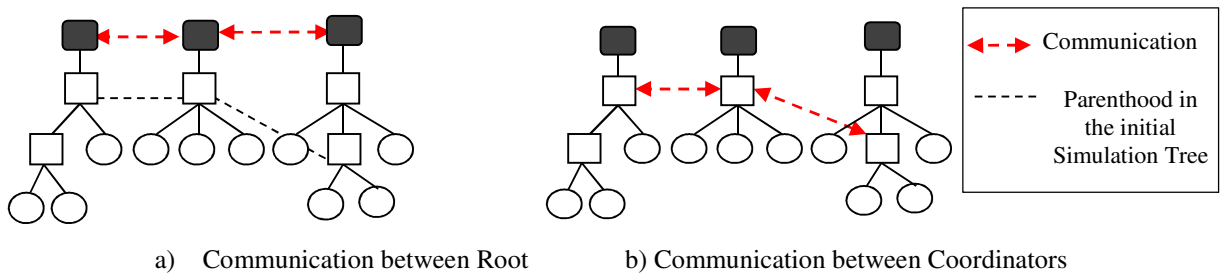 Communication
Parenthood in
the initial
Simulation Tree
a) Communication between Root
b) Communication between Coordinators